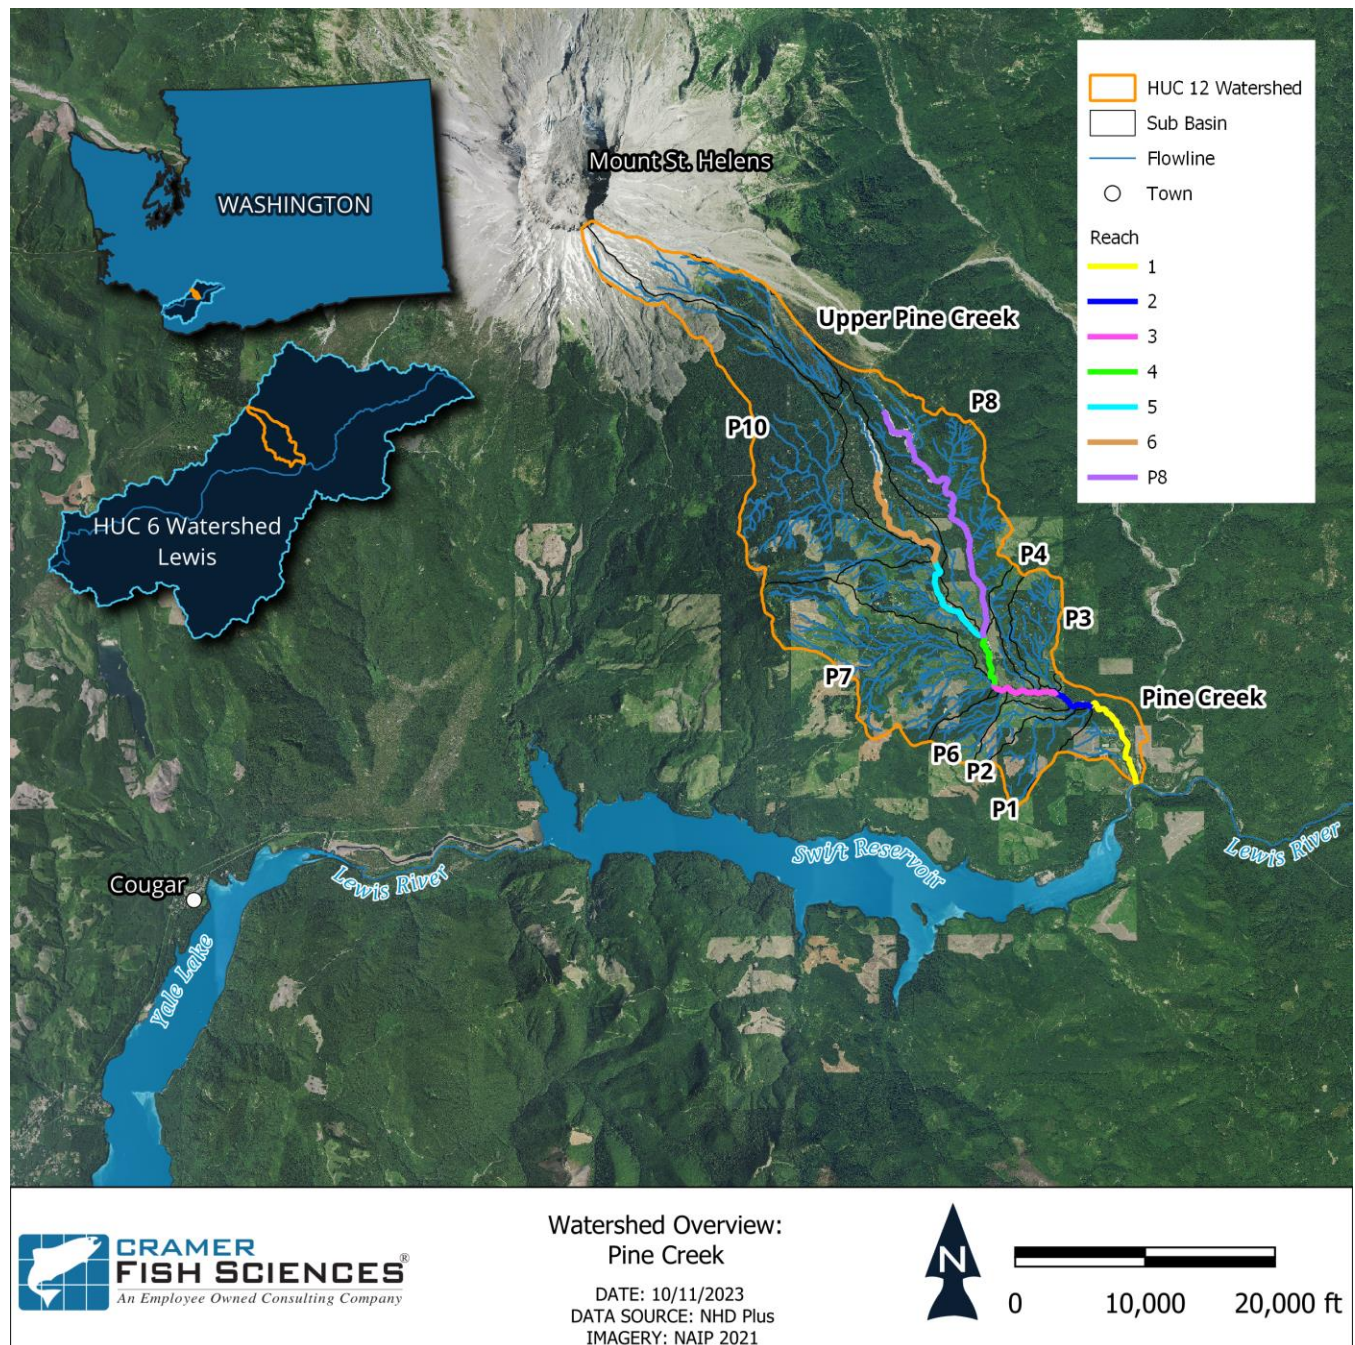 Mount St. Helens
WASHINGTON
HUC 6 Watershed
Lewis
Upper Pine Creek
P8
P10
P4
P3
P7
Pine Creek
P6
P2
P1
Swift Reservoir
Lewis River
Lewis River
Cougar
Yale Lake
HUC 12 Watershed
Sub Basin
Flowline
Town
Reach
1
2
3
4
5
6
P8
CRAMER
FISH SCIENCES®
An Employee Owned Consulting Company
Watershed Overview:
Pine Creek
DATE: 10/11/2023
DATA SOURCE: NHD Plus
IMAGERY: NAIP 2021
N
0 10,000 20,000 ft